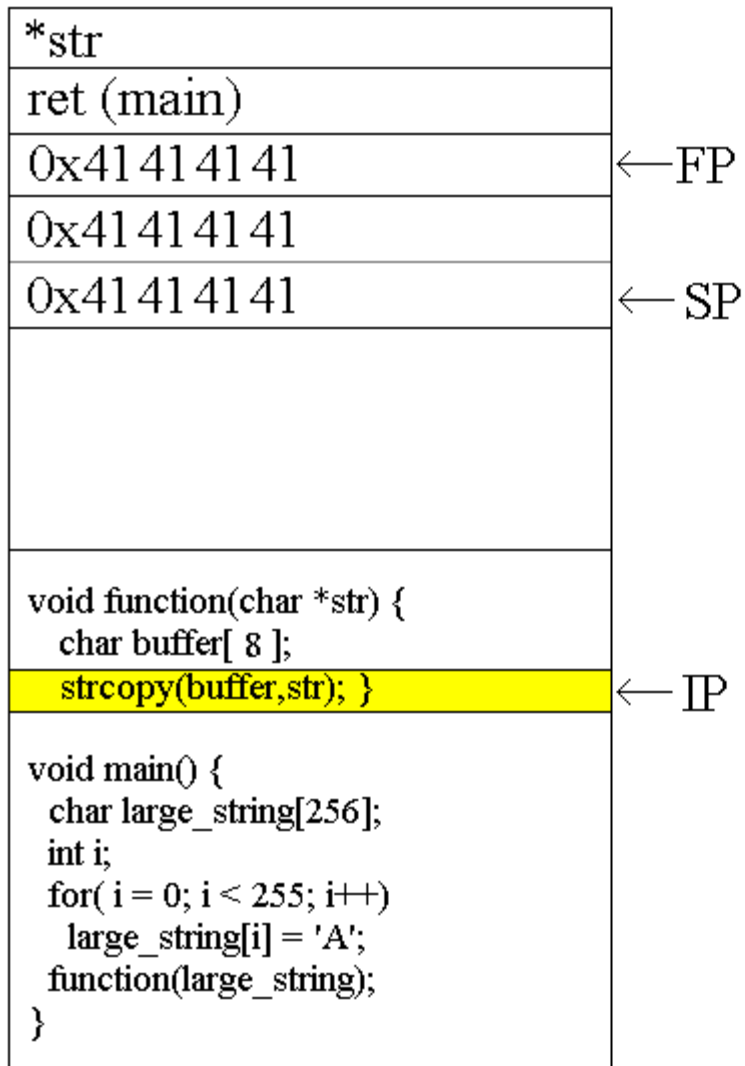 *str
ret (main)
0x41414141 ←FP
0x41414141
0x41414141 ← SP
void function(char *str) {
char buffer[ 8 ];
strcopy(buffer,str); } ← IP
void main() {
char large_string[256];
int i;
for( i = 0; i < 255; i++)
large_string[i] = 'A';
function(large_string);
}